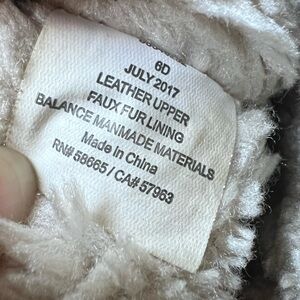 6D
JULY 2017
LEATHER UPPER
FAUX FUR LINING
BALANCE MANMADE MATERIALS
Made in China
RN# 58665 / CA# 57963